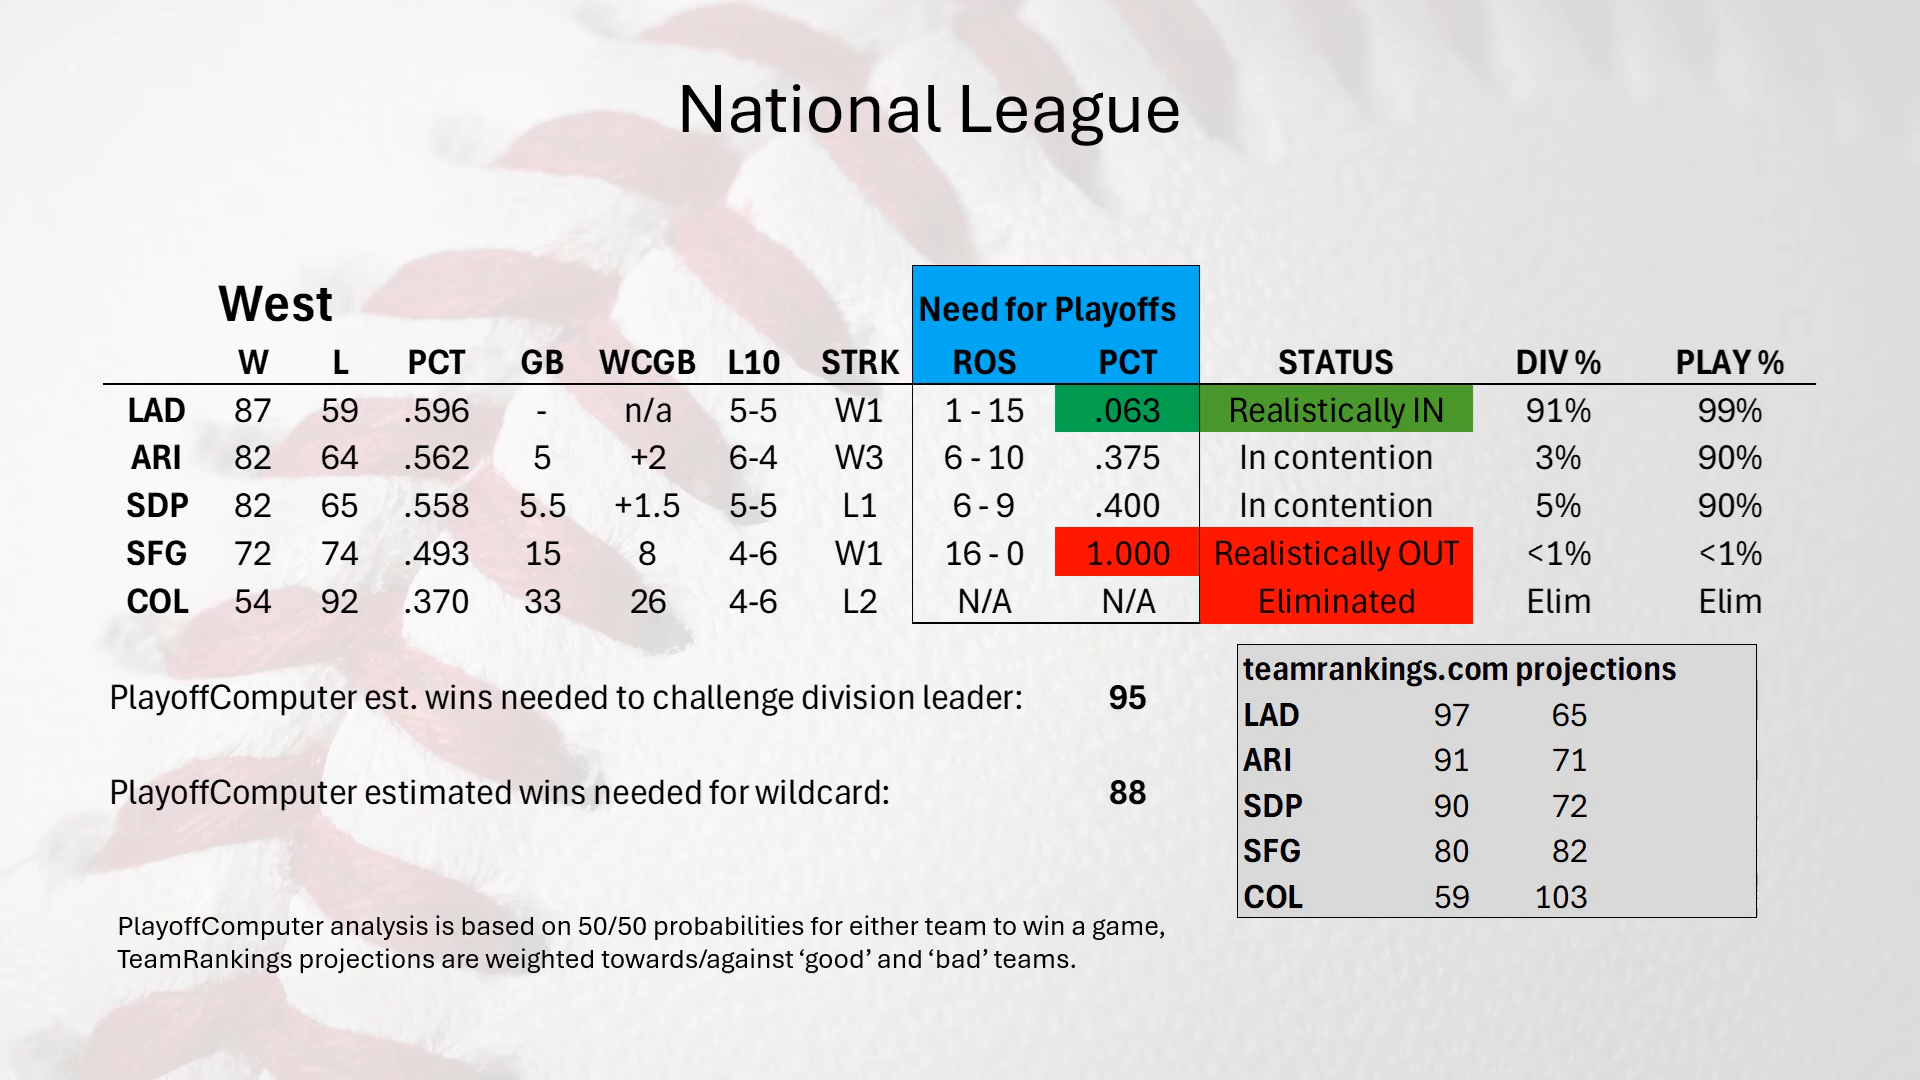 National League
West
Need for Playoffs
W L PCT GB WCGB L10 STRK ROS PCT STATUS DIV % PLAY %
LAD 87 59 .596 - n/a 5-5 W1 1 - 15 .063 Realistically IN 91% 99%
ARI 82 64 .562 5 +2 6-4 W3 6 - 10 .375 In contention 3% 90%
SDP 82 65 .558 5.5 +1.5 5-5 L1 6 - 9 .400 In contention 5% 90%
SFG 72 74 .493 15 8 4-6 W1 16 - 0 1.000 Realistically OUT <1% <1%
COL 54 92 .370 33 26 4-6 L2 N/A N/A Eliminated Elim Elim
PlayoffComputer est. wins needed to challenge division leader: 95
PlayoffComputer estimated wins needed for wildcard: 88
teamrankings.com projections
LAD 97 65
ARI 91 71
SDP 90 72
SFG 80 82
COL 59 103
PlayoffComputer analysis is based on 50/50 probabilities for either team to win a game,
TeamRankings projections are weighted towards/against ‘good’ and ‘bad’ teams.